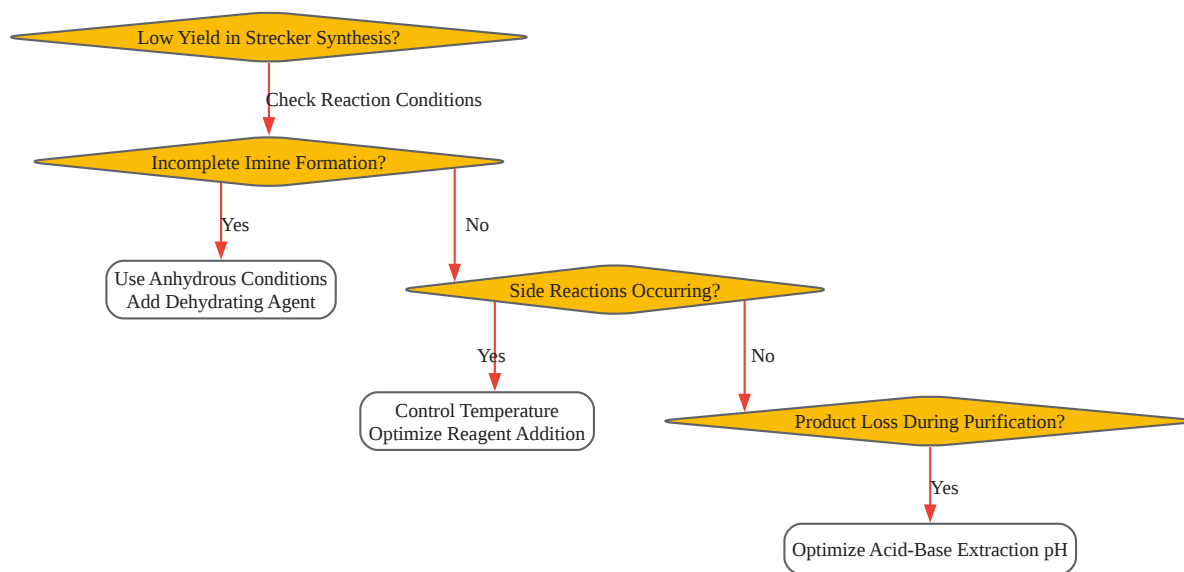 Low Yield in Strecker Synthesis?
Check Reaction Conditions
Incomplete Imine Formation?
Yes
No
Use Anhydrous Conditions
Add Dehydrating Agent
Side Reactions Occurring?
Yes
No
Control Temperature
Optimize Reagent Addition
Product Loss During Purification?
Yes
Optimize Acid-Base Extraction pH